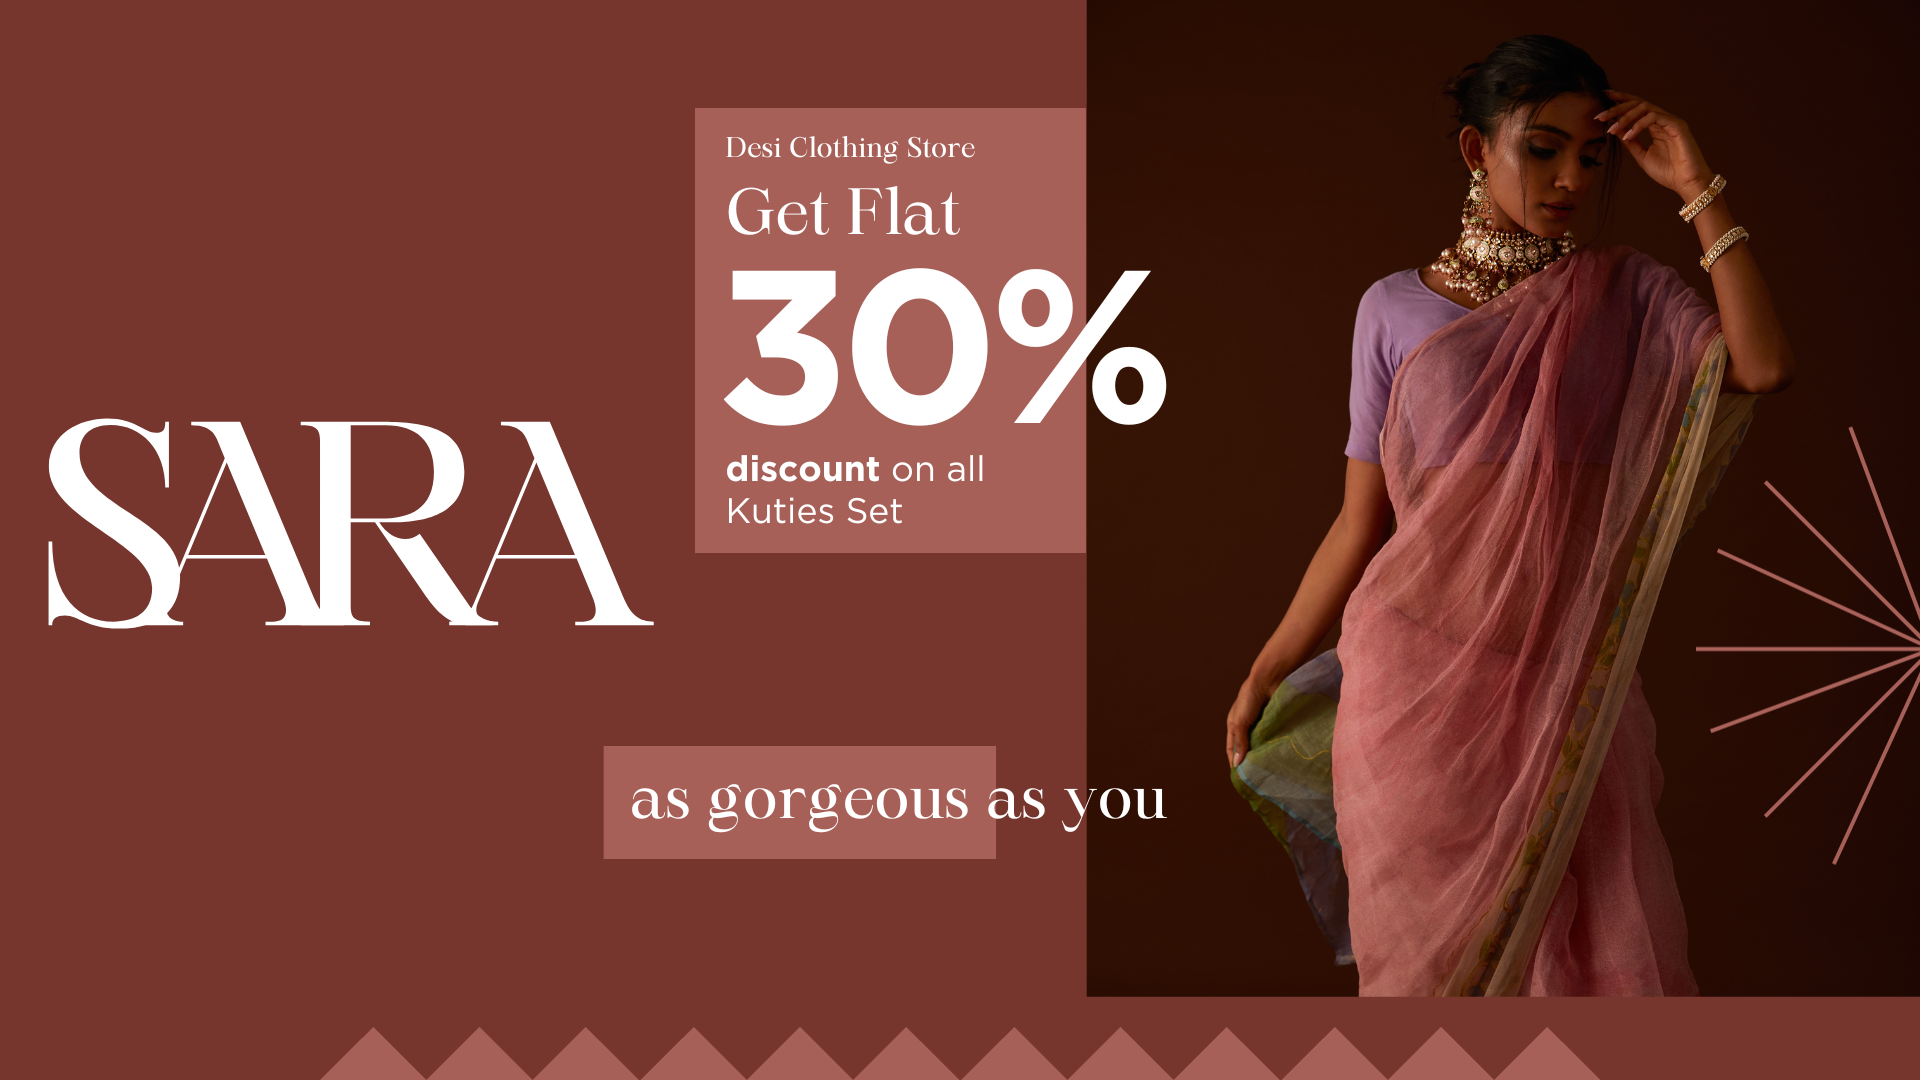 SARA
Desi Clothing Store
Get Flat
30%
discount on all
Kuties Set
as gorgeous as you